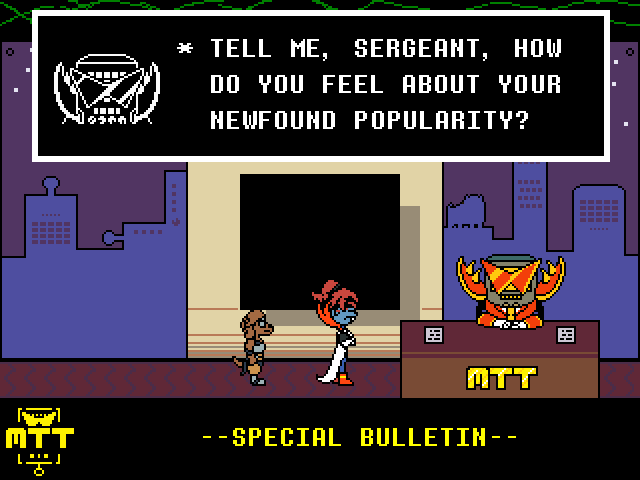 * TELL ME, SERGEANT, HOW
DO YOU FEEL ABOUT YOUR
NEWFOUND POPULARITY?
MTT
MTT
--SPECIAL BULLETIN--